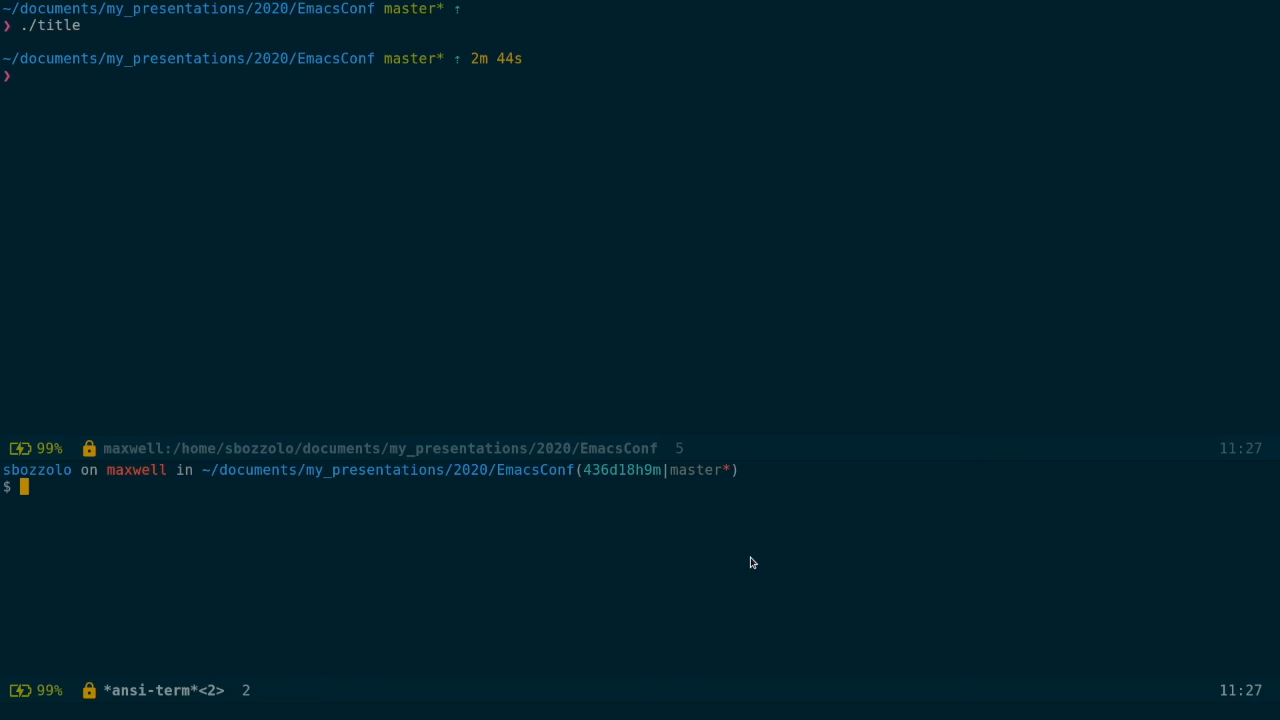 ~/documents/my_presentations/2020/EmacsConf master* ⇡
❯ ./title
~/documents/my_presentations/2020/EmacsConf master* ⇡ 2m 44s
❯
99% maxwell:/home/sbozzolo/documents/my_presentations/2020/EmacsConf 5 11:27
sbozzolo on maxwell in ~/documents/my_presentations/2020/EmacsConf(436d18h9m|master*)
$
99% *ansi-term*<2> 2 11:27